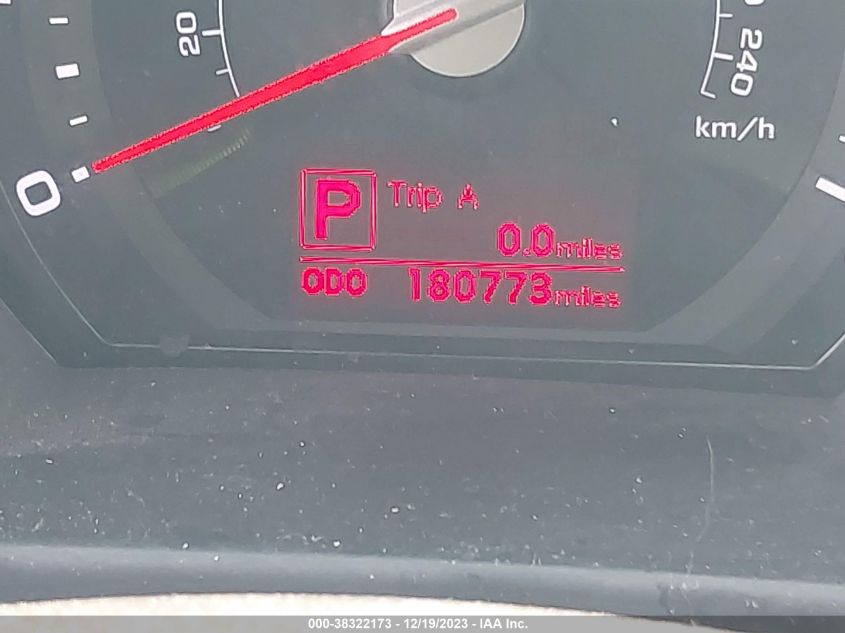 20
240
km/h
0
P Trip A
0.0miles
ODO 180773miles
000-38322173 - 12/19/2023 - IAA Inc.